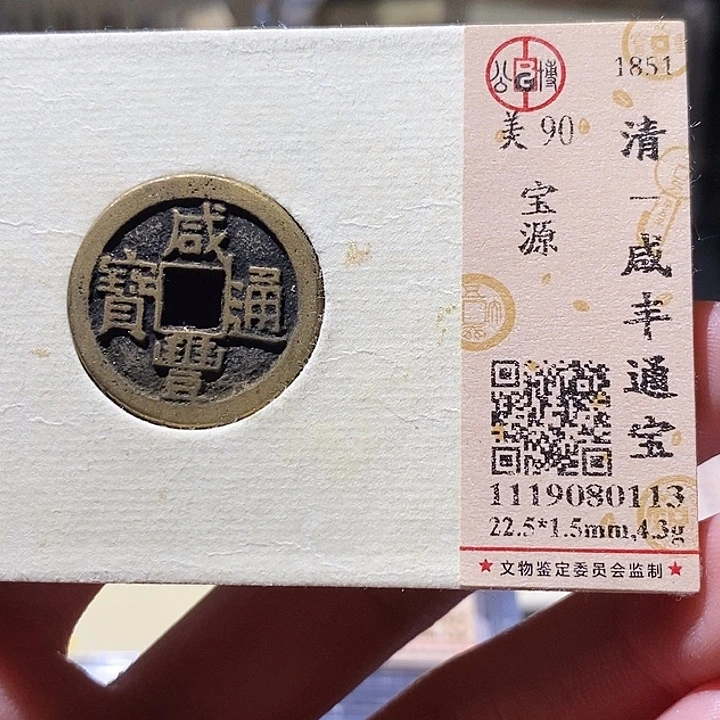 咸豐通寶
公博
1851
清一咸丰通宝
美 90
宝源
1119080113
22.5*1.5mm,4.3g
★文物鉴定委员会监制★